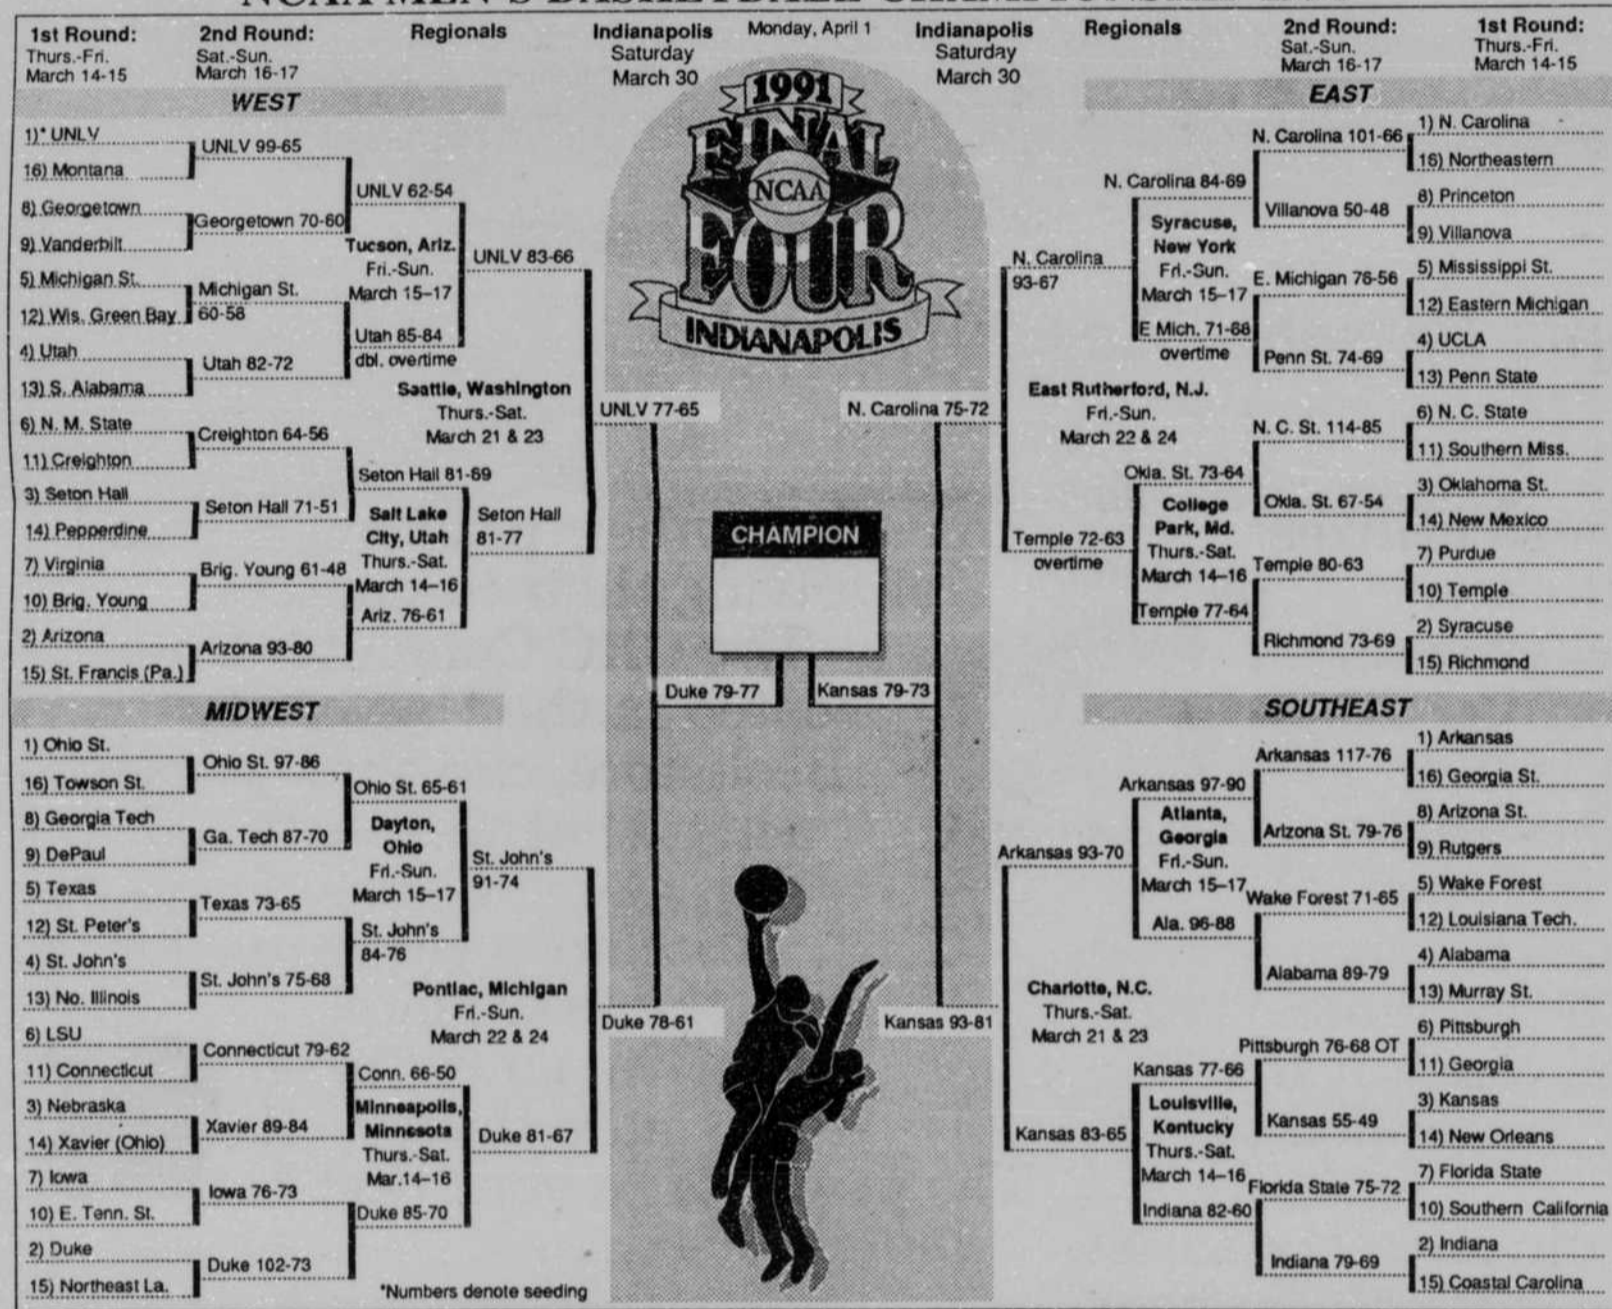 1st Round:
Thurs.-Fri.
March 14-15
2nd Round:
Sat.-Sun.
March 16-17
Regionals
Indianapolis
Saturday
March 30
Monday, April 1
Indianapolis
Saturday
March 30
Regionals
2nd Round:
Sat.-Sun.
March 16-17
1st Round:
Thurs.-Fri.
March 14-15
1991
FINAL
NCAA
FOUR
INDIANAPOLIS
WEST
1)* UNLV
16) Montana
8) Georgetown
9) Vanderbilt
5) Michigan St.
12) Wis. Green Bay
4) Utah
13) S. Alabama
6) N. M. State
11) Creighton
3) Seton Hall
14) Pepperdine
7) Virginia
10) Brig. Young
2) Arizona
15) St. Francis (Pa.)
UNLV 99-65
Georgetown 70-60
Michigan St.
60-58
Utah 82-72
Creighton 64-56
Seton Hall 71-51
Brig. Young 61-48
Arizona 93-80
UNLV 62-54
Tucson, Ariz.
Fri.-Sun.
March 15–17
Utah 85-84
dbl. overtime
Seton Hall 81-69
Salt Lake
City, Utah
Thurs.-Sat.
March 14–16
Ariz. 76-61
UNLV 83-66
Seattle, Washington
Thurs.-Sat.
March 21 & 23
Seton Hall
81-77
UNLV 77-65
EAST
1) N. Carolina
16) Northeastern
8) Princeton
9) Villanova
5) Mississippi St.
12) Eastern Michigan
4) UCLA
13) Penn State
6) N. C. State
11) Southern Miss.
3) Oklahoma St.
14) New Mexico
7) Purdue
10) Temple
2) Syracuse
15) Richmond
N. Carolina 101-66
Villanova 50-48
E. Michigan 76-56
Penn St. 74-69
N. C. St. 114-85
Okla. St. 67-54
Temple 80-63
Richmond 73-69
N. Carolina 84-69
Syracuse,
New York
Fri.-Sun.
March 15–17
E Mich. 71-68
overtime
Okla. St. 73-64
College
Park, Md.
Thurs.-Sat.
March 14–16
Temple 77-64
N. Carolina
93-67
East Rutherford, N.J.
Fri.-Sun.
March 22 & 24
Temple 72-63
overtime
N. Carolina 75-72
CHAMPION
Duke 79-77
Kansas 79-73
MIDWEST
1) Ohio St.
16) Towson St.
8) Georgia Tech
9) DePaul
5) Texas
12) St. Peter's
4) St. John's
13) No. Illinois
6) LSU
11) Connecticut
3) Nebraska
14) Xavier (Ohio)
7) Iowa
10) E. Tenn. St.
2) Duke
15) Northeast La.
Ohio St. 97-86
Ga. Tech 87-70
Texas 73-65
St. John's 75-68
Connecticut 79-62
Xavier 89-84
Iowa 76-73
Duke 102-73
Ohio St. 65-61
Dayton,
Ohio
Fri.-Sun.
March 15–17
St. John's
84-76
Conn. 66-50
Minneapolis,
Minnesota
Thurs.-Sat.
Mar.14–16
Duke 85-70
St. John's
91-74
Pontiac, Michigan
Fri.-Sun.
March 22 & 24
Duke 81-67
Duke 78-61
*Numbers denote seeding
SOUTHEAST
1) Arkansas
16) Georgia St.
8) Arizona St.
9) Rutgers
5) Wake Forest
12) Louisiana Tech.
4) Alabama
13) Murray St.
6) Pittsburgh
11) Georgia
3) Kansas
14) New Orleans
7) Florida State
10) Southern California
2) Indiana
15) Coastal Carolina
Arkansas 117-76
Arizona St. 79-76
Wake Forest 71-65
Alabama 89-79
Pittsburgh 76-68 OT
Kansas 55-49
Florida State 75-72
Indiana 79-69
Arkansas 97-90
Atlanta,
Georgia
Fri.-Sun.
March 15–17
Ala. 96-88
Kansas 77-66
Louisville,
Kentucky
Thurs.-Sat.
March 14–16
Indiana 82-60
Arkansas 93-70
Charlotte, N.C.
Thurs.-Sat.
March 21 & 23
Kansas 83-65
Kansas 93-81